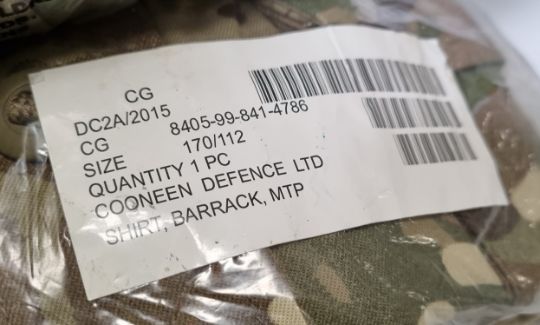 CG
DC2A/2015
CG 8405-99-841-4786
SIZE 170/112
QUANTITY 1 PC
COONEEN DEFENCE LTD
SHIRT, BARRACK, MTP